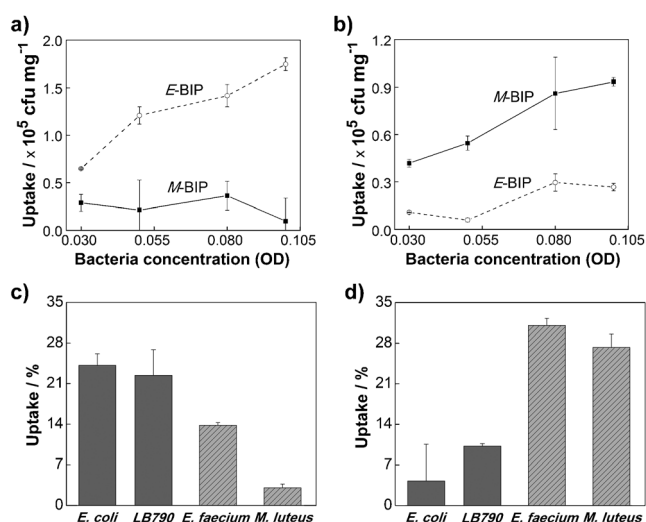 a)
Uptake / × 10⁵ cfu mg⁻¹
2.0
1.5
1.0
0.5
0.0
E-BIP
M-BIP
0.030 0.055 0.080 0.105
Bacteria concentration (OD)
b)
Uptake / × 10⁵ cfu mg⁻¹
1.2
0.9
0.6
0.3
0.0
M-BIP
E-BIP
0.030 0.055 0.080 0.105
Bacteria concentration (OD)
c)
Uptake / %
35
28
21
14
7
0
E. coli LB790 E. faecium M. luteus
d)
Uptake / %
35
28
21
14
7
0
E. coli LB790 E. faecium M. luteus